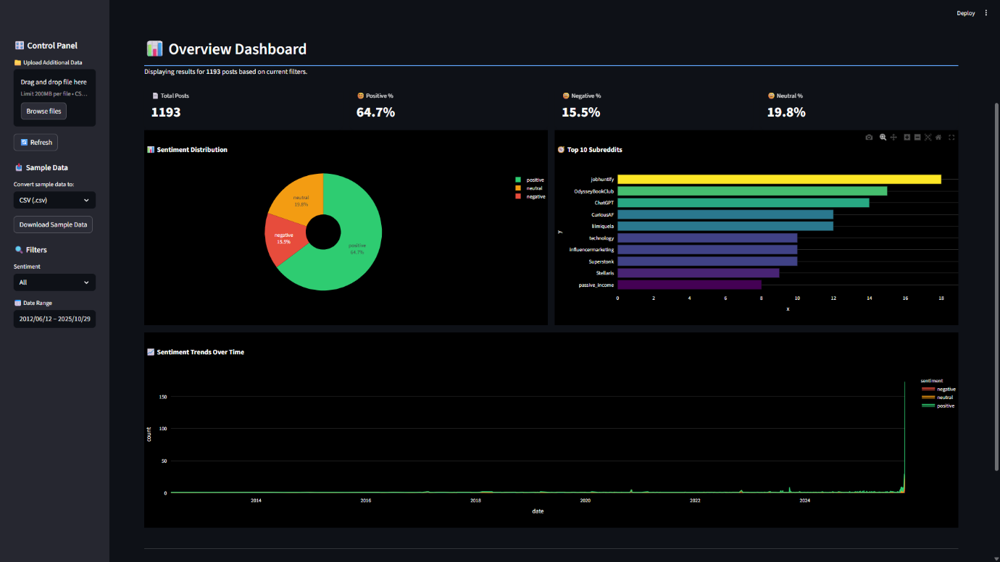 Deploy
Control Panel
Upload Additional Data
Drag and drop file here
Limit 200MB per file • CS...
Browse files
Refresh
Sample Data
Convert sample data to:
CSV (.csv)
Download Sample Data
Filters
Sentiment
All
Date Range
2012/06/12 – 2025/10/29
Overview Dashboard
Displaying results for 1193 posts based on current filters.
Total Posts
1193
Positive %
64.7%
Negative %
15.5%
Neutral %
19.8%
Sentiment Distribution
positive
neutral
negative
neutral
19.8%
negative
15.5%
positive
64.7%
Top 10 Subreddits
jobhuntify
OdysseyBookClub
ChatGPT
CuriousAF
lilmiquela
technology
influencermarketing
Superstonk
Stellaris
passive_income
y
0 2 4 6 8 10 12 14 16 18
x
Sentiment Trends Over Time
sentiment
negative
neutral
positive
150
100
50
0
count
2014 2016 2018 2020 2022 2024
date